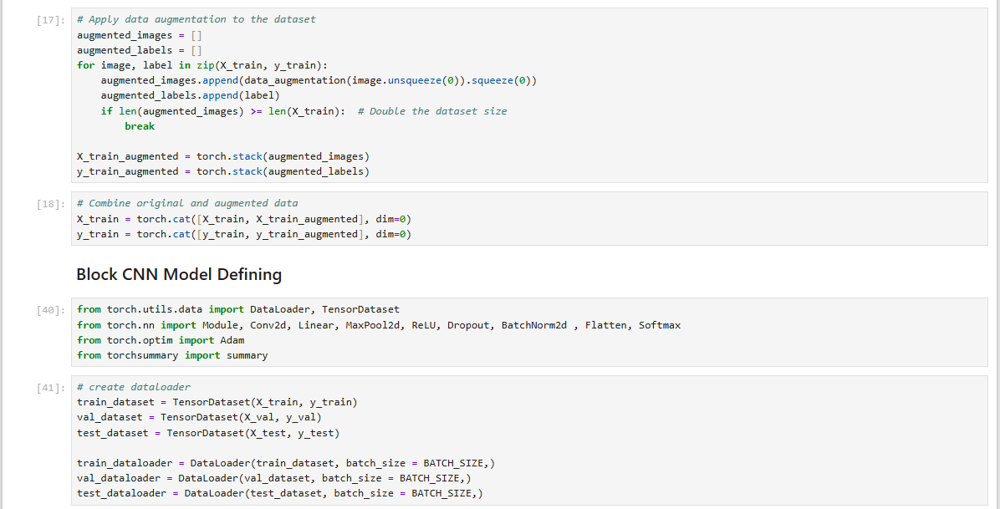 [17]: # Apply data augmentation to the dataset
augmented_images = []
augmented_labels = []
for image, label in zip(X_train, y_train):
    augmented_images.append(data_augmentation(image.unsqueeze(0)).squeeze(0))
    augmented_labels.append(label)
    if len(augmented_images) >= len(X_train):  # Double the dataset size
        break

X_train_augmented = torch.stack(augmented_images)
y_train_augmented = torch.stack(augmented_labels)
[18]: # Combine original and augmented data
X_train = torch.cat([X_train, X_train_augmented], dim=0)
y_train = torch.cat([y_train, y_train_augmented], dim=0)
Block CNN Model Defining
[40]: from torch.utils.data import DataLoader, TensorDataset
from torch.nn import Module, Conv2d, Linear, MaxPool2d, ReLU, Dropout, BatchNorm2d , Flatten, Softmax
from torch.optim import Adam
from torchsummary import summary
[41]: # create dataloader
train_dataset = TensorDataset(X_train, y_train)
val_dataset = TensorDataset(X_val, y_val)
test_dataset = TensorDataset(X_test, y_test)

train_dataloader = DataLoader(train_dataset, batch_size = BATCH_SIZE,)
val_dataloader = DataLoader(val_dataset, batch_size = BATCH_SIZE,)
test_dataloader = DataLoader(test_dataset, batch_size = BATCH_SIZE,)